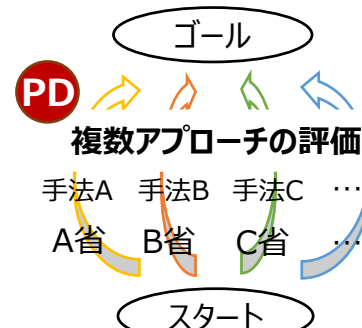 ゴール
PD
複数アプローチの評価
手法A 手法B 手法C …
A省 B省 C省 …
スタート